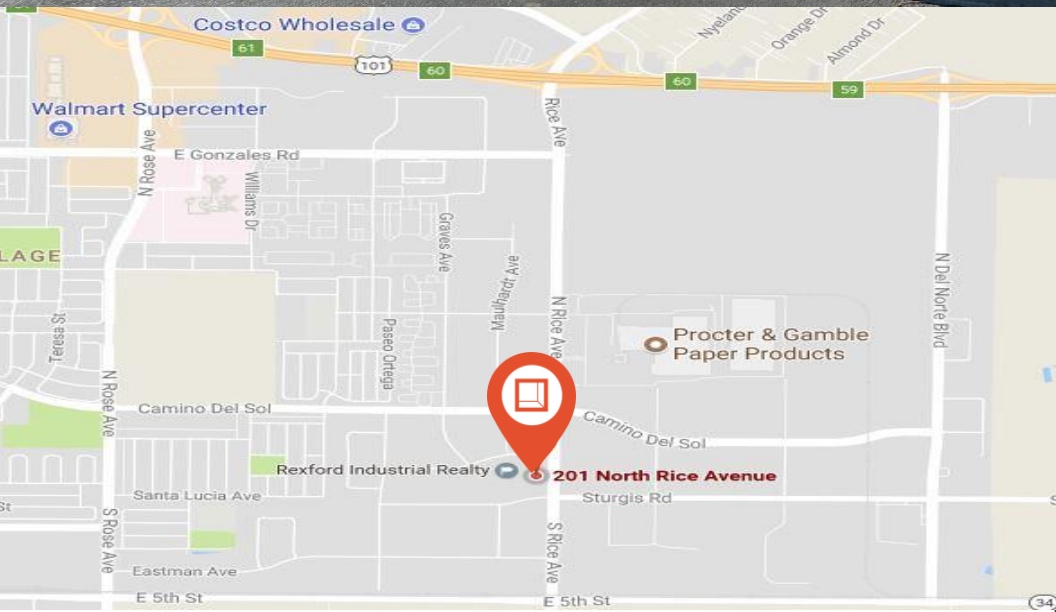 Costco Wholesale
61
101
60
60
59
Nyeland
Orange Dr
Almond Dr
Walmart Supercenter
Rice Ave
N Rose Ave
E Gonzales Rd
Williams Dr
Graves Ave
LAGE
Maulhardt Ave
N Del Norte Blvd
N Rice Ave
Teresa St
Paseo Ortega
Procter & Gamble
Paper Products
N Rose Ave
Camino Del Sol
Camino Del Sol
Rexford Industrial Realty
201 North Rice Avenue
Santa Lucia Ave
Sturgis Rd
St
S Rose Ave
S Rice Ave
Eastman Ave
E 5th St
E 5th St
34